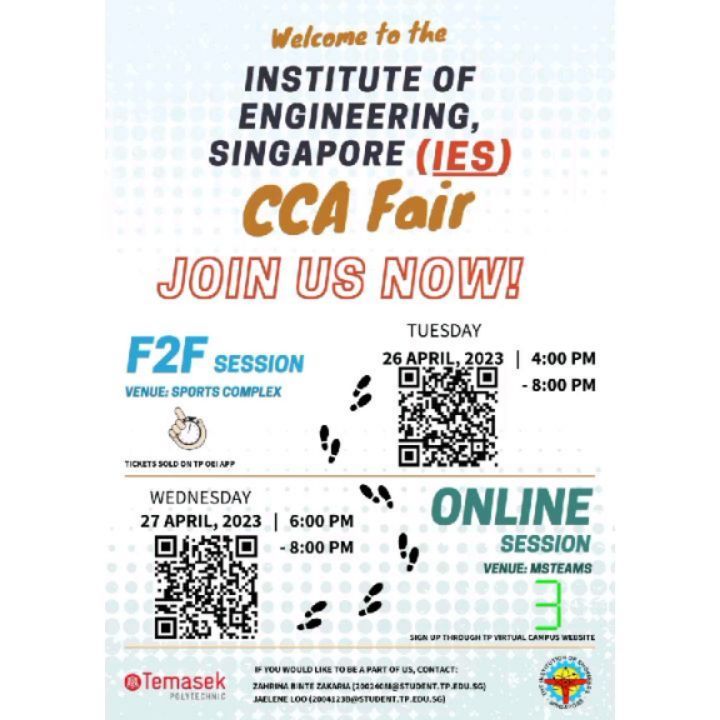 Welcome to the
INSTITUTE OF
ENGINEERING,
SINGAPORE (IES)
CCA Fair
JOIN US NOW!
F2F SESSION
VENUE: SPORTS COMPLEX
TICKETS SOLD ON TP OEI APP
TUESDAY
26 APRIL, 2023 | 4:00 PM
- 8:00 PM
WEDNESDAY
27 APRIL, 2023 | 6:00 PM
- 8:00 PM
ONLINE
SESSION
VENUE: MSTEAMS
3
SIGN UP THROUGH TP VIRTUAL CAMPUS WEBSITE
Temasek
POLYTECHNIC
IF YOU WOULD LIKE TO BE A PART OF US, CONTACT:
ZAHRINA BINTE ZAKARIA (@STUDENT.TP.EDU.SG)
JAELENE LOO (@STUDENT.TP.EDU.SG)
THE INSTITUTION OF ENGINEERS
SINGAPORE